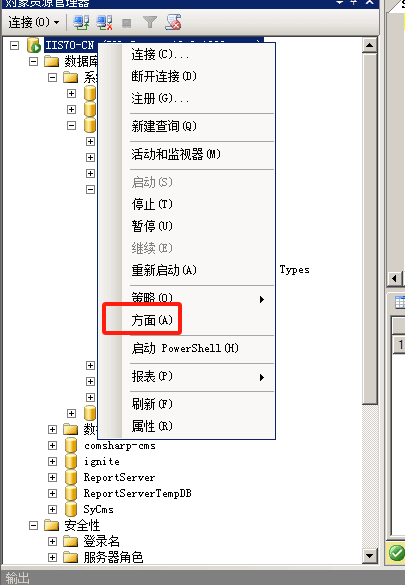 对象资源管理器
连接(O)
IIS70-CN
数据库
连接(C)...
断开连接(D)
注册(G)...
新建查询(Q)
活动和监视器(M)
启动(S)
停止(T)
暂停(U)
继续(E)
重新启动(A)
Types
策略(O)
方面(A)
启动 PowerShell(H)
1
报表(P)
刷新(F)
属性(R)
comsharp-cms
ignite
ReportServer
ReportServerTempDB
SyCms
安全性
登录名
服务器角色
输出